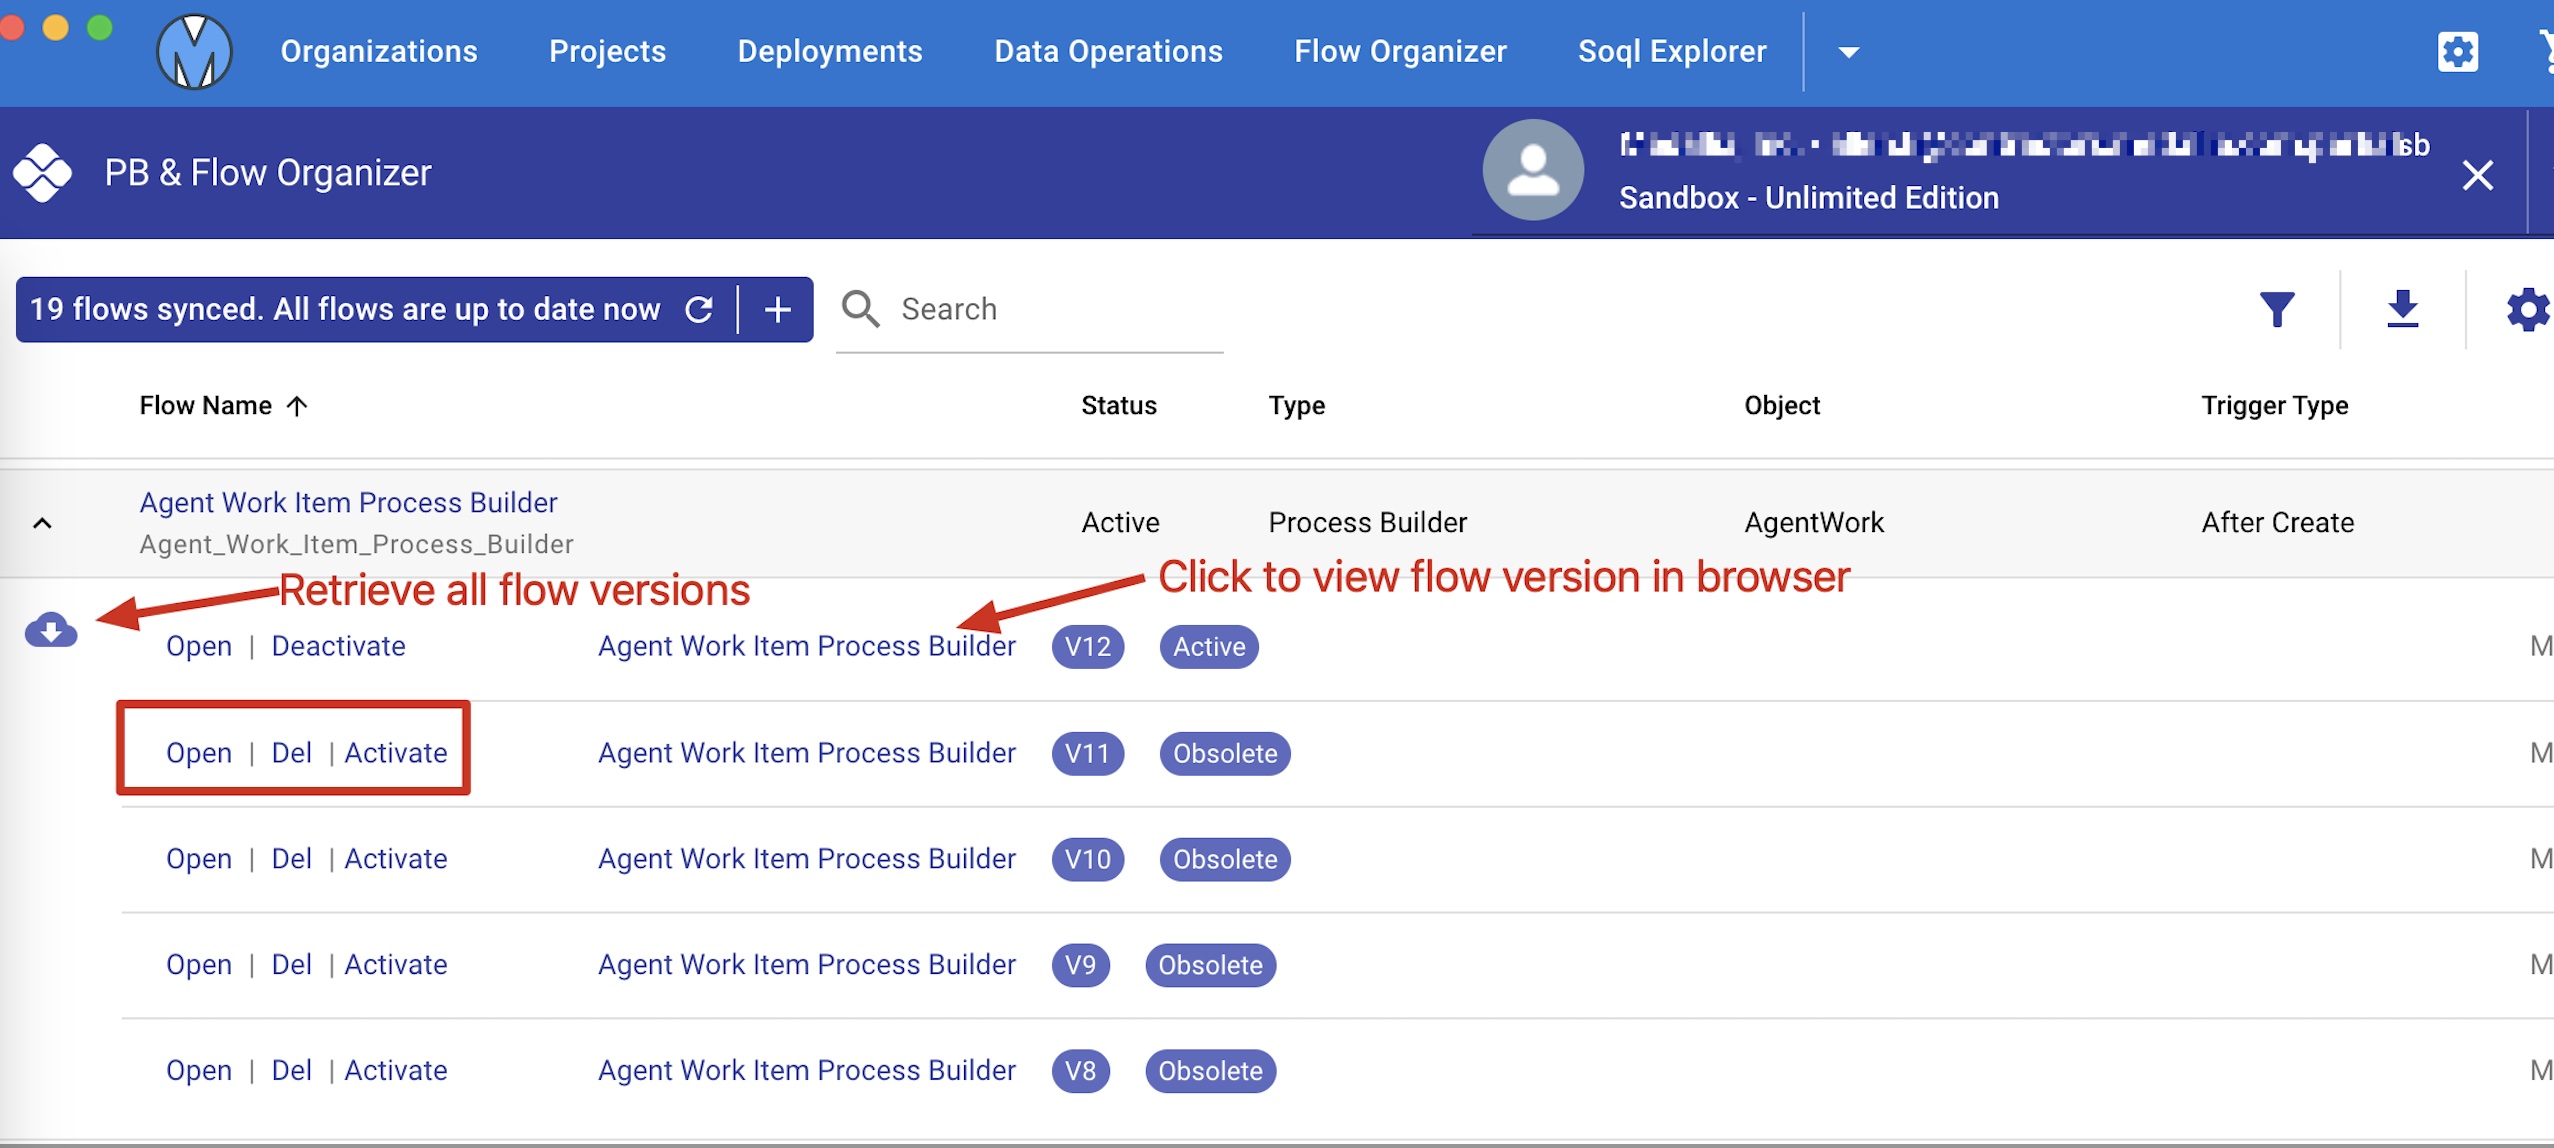 Organizations Projects Deployments Data Operations Flow Organizer Soql Explorer
PB & Flow Organizer
sb
Sandbox - Unlimited Edition
19 flows synced. All flows are up to date now
Search
Flow Name Status Type Object Trigger Type
Agent Work Item Process Builder
Agent_Work_Item_Process_Builder
Active Process Builder AgentWork After Create
Retrieve all flow versions
Click to view flow version in browser
Open | Deactivate Agent Work Item Process Builder V12 Active M
Open | Del | Activate Agent Work Item Process Builder V11 Obsolete M
Open | Del | Activate Agent Work Item Process Builder V10 Obsolete M
Open | Del | Activate Agent Work Item Process Builder V9 Obsolete M
Open | Del | Activate Agent Work Item Process Builder V8 Obsolete M